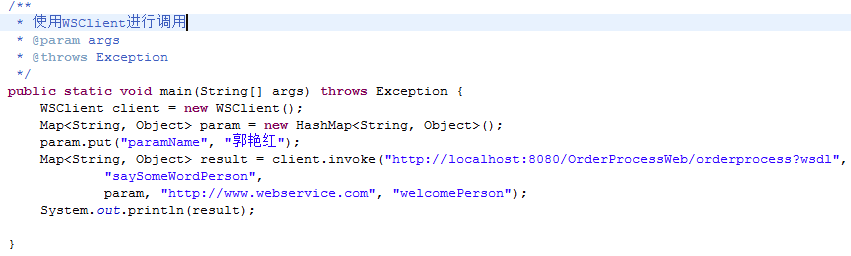 /**
 * 使用WSClient进行调用
 * @param args
 * @throws Exception
 */
public static void main(String[] args) throws Exception {
    WSClient client = new WSClient();
    Map<String, Object> param = new HashMap<String, Object>();
    param.put("paramName", "郭艳红");
    Map<String, Object> result = client.invoke("http://localhost:8080/OrderProcessWeb/orderprocess?wsdl",
            "saySomeWordPerson",
            param, "http://www.webservice.com", "welcomePerson");
    System.out.println(result);
}